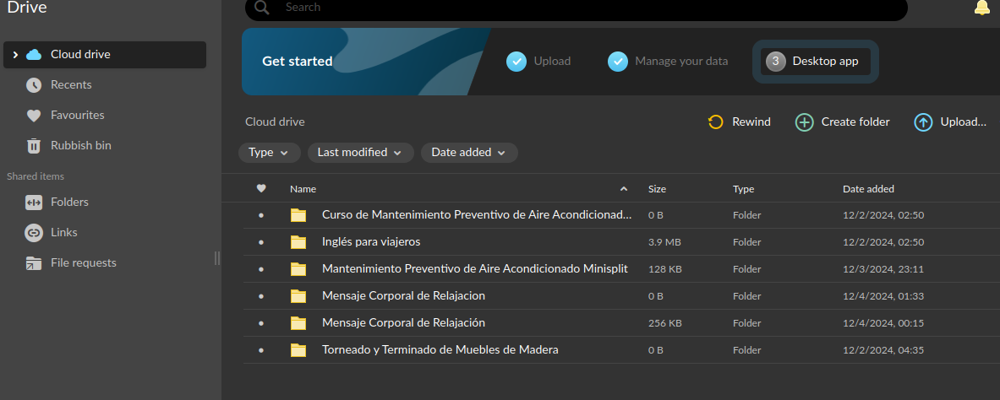 Drive
Search
Cloud drive
Recents
Favourites
Rubbish bin
Shared items
Folders
Links
File requests
Get started
Upload
Manage your data
3 Desktop app
Cloud drive
Rewind
Create folder
Upload...
Type
Last modified
Date added
Name Size Type Date added
Curso de Mantenimiento Preventivo de Aire Acondicionad... 0 B Folder 12/2/2024, 02:50
Inglés para viajeros 3.9 MB Folder 12/2/2024, 02:50
Mantenimiento Preventivo de Aire Acondicionado Minisplit 128 KB Folder 12/3/2024, 23:11
Mensaje Corporal de Relajacion 0 B Folder 12/4/2024, 01:33
Mensaje Corporal de Relajación 256 KB Folder 12/4/2024, 00:15
Torneado y Terminado de Muebles de Madera 0 B Folder 12/2/2024, 04:35